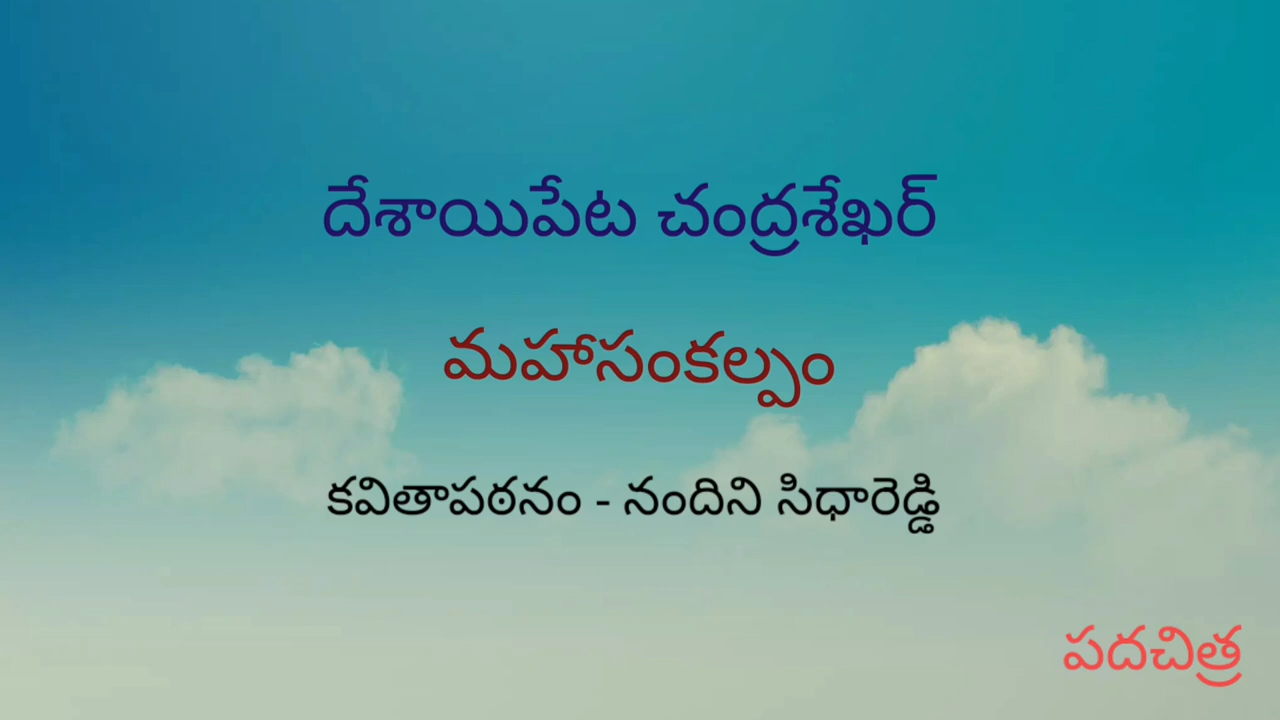 దేశాయిపేట చంద్రశేఖర్
మహాసంకల్పం
కవితాపఠనం - నందిని సిధారెడ్డి
పదచిత్ర